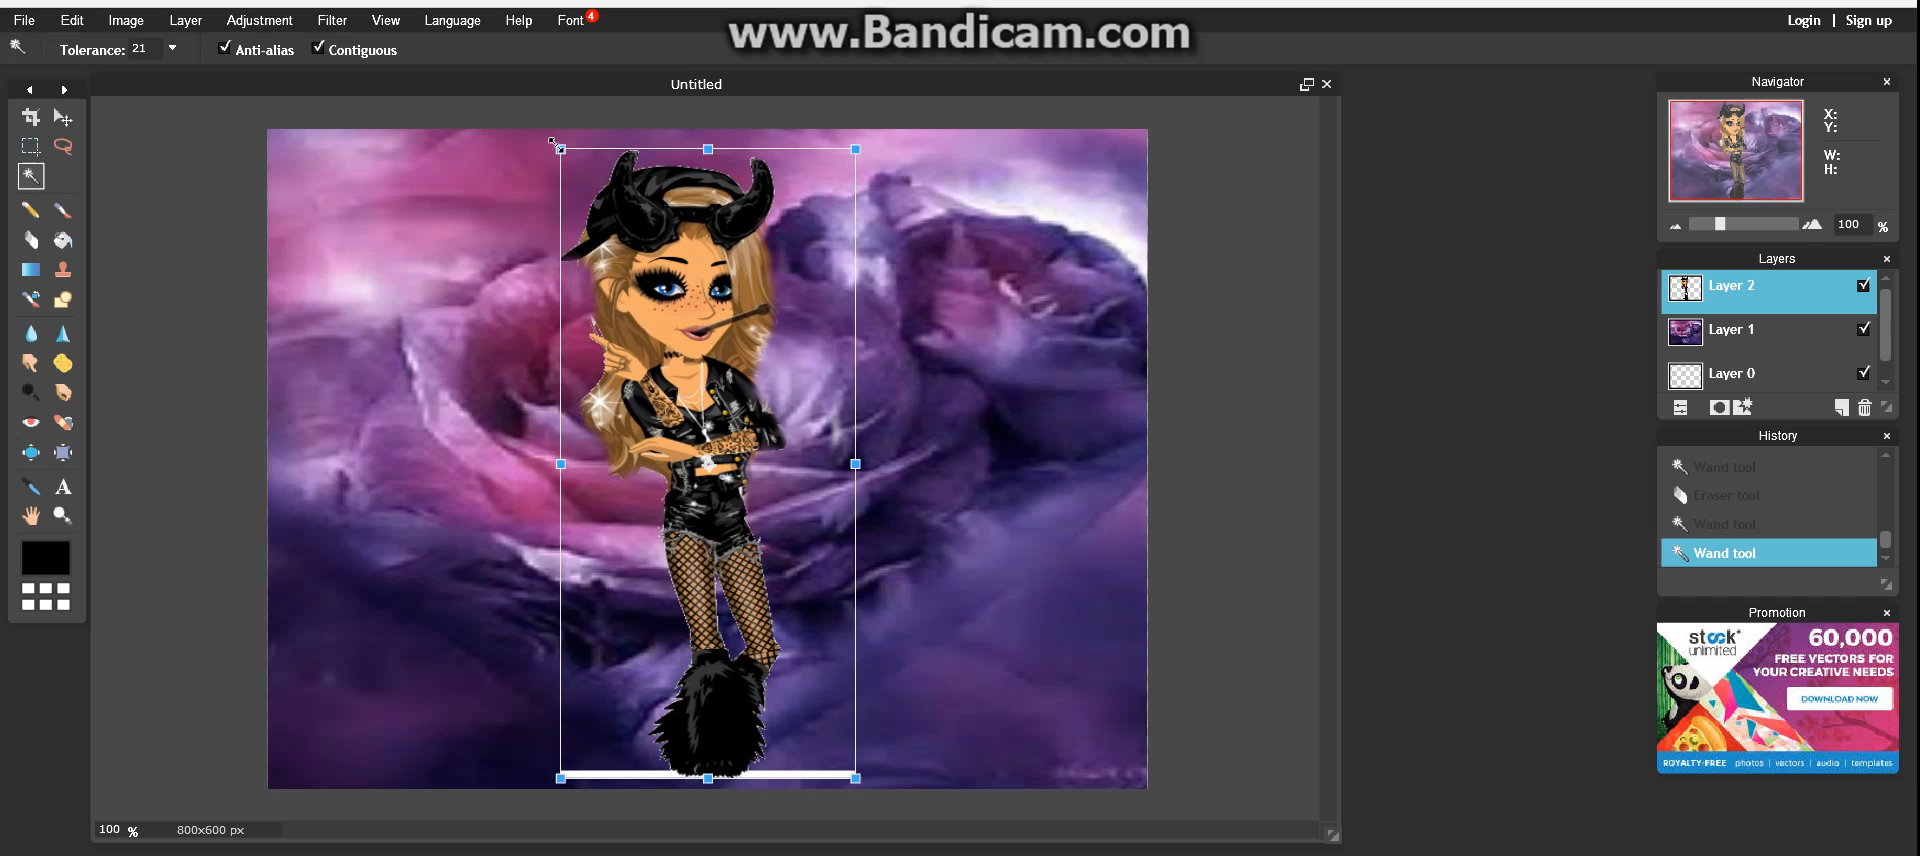 File Edit Image Layer Adjustment Filter View Language Help Font 4
www.Bandicam.com
Login | Sign up
Tolerance: 21 Anti-alias Contiguous
Untitled
Navigator
X:
Y:
W:
H:
100 %
Layers
Layer 2
Layer 1
Layer 0
History
Wand tool
Eraser tool
Wand tool
Wand tool
Promotion
stock
unlimited
60,000
FREE VECTORS FOR
YOUR CREATIVE NEEDS
DOWNLOAD NOW
ROYALTY-FREE photos | vectors | audio | templates
100 % 800x600 px